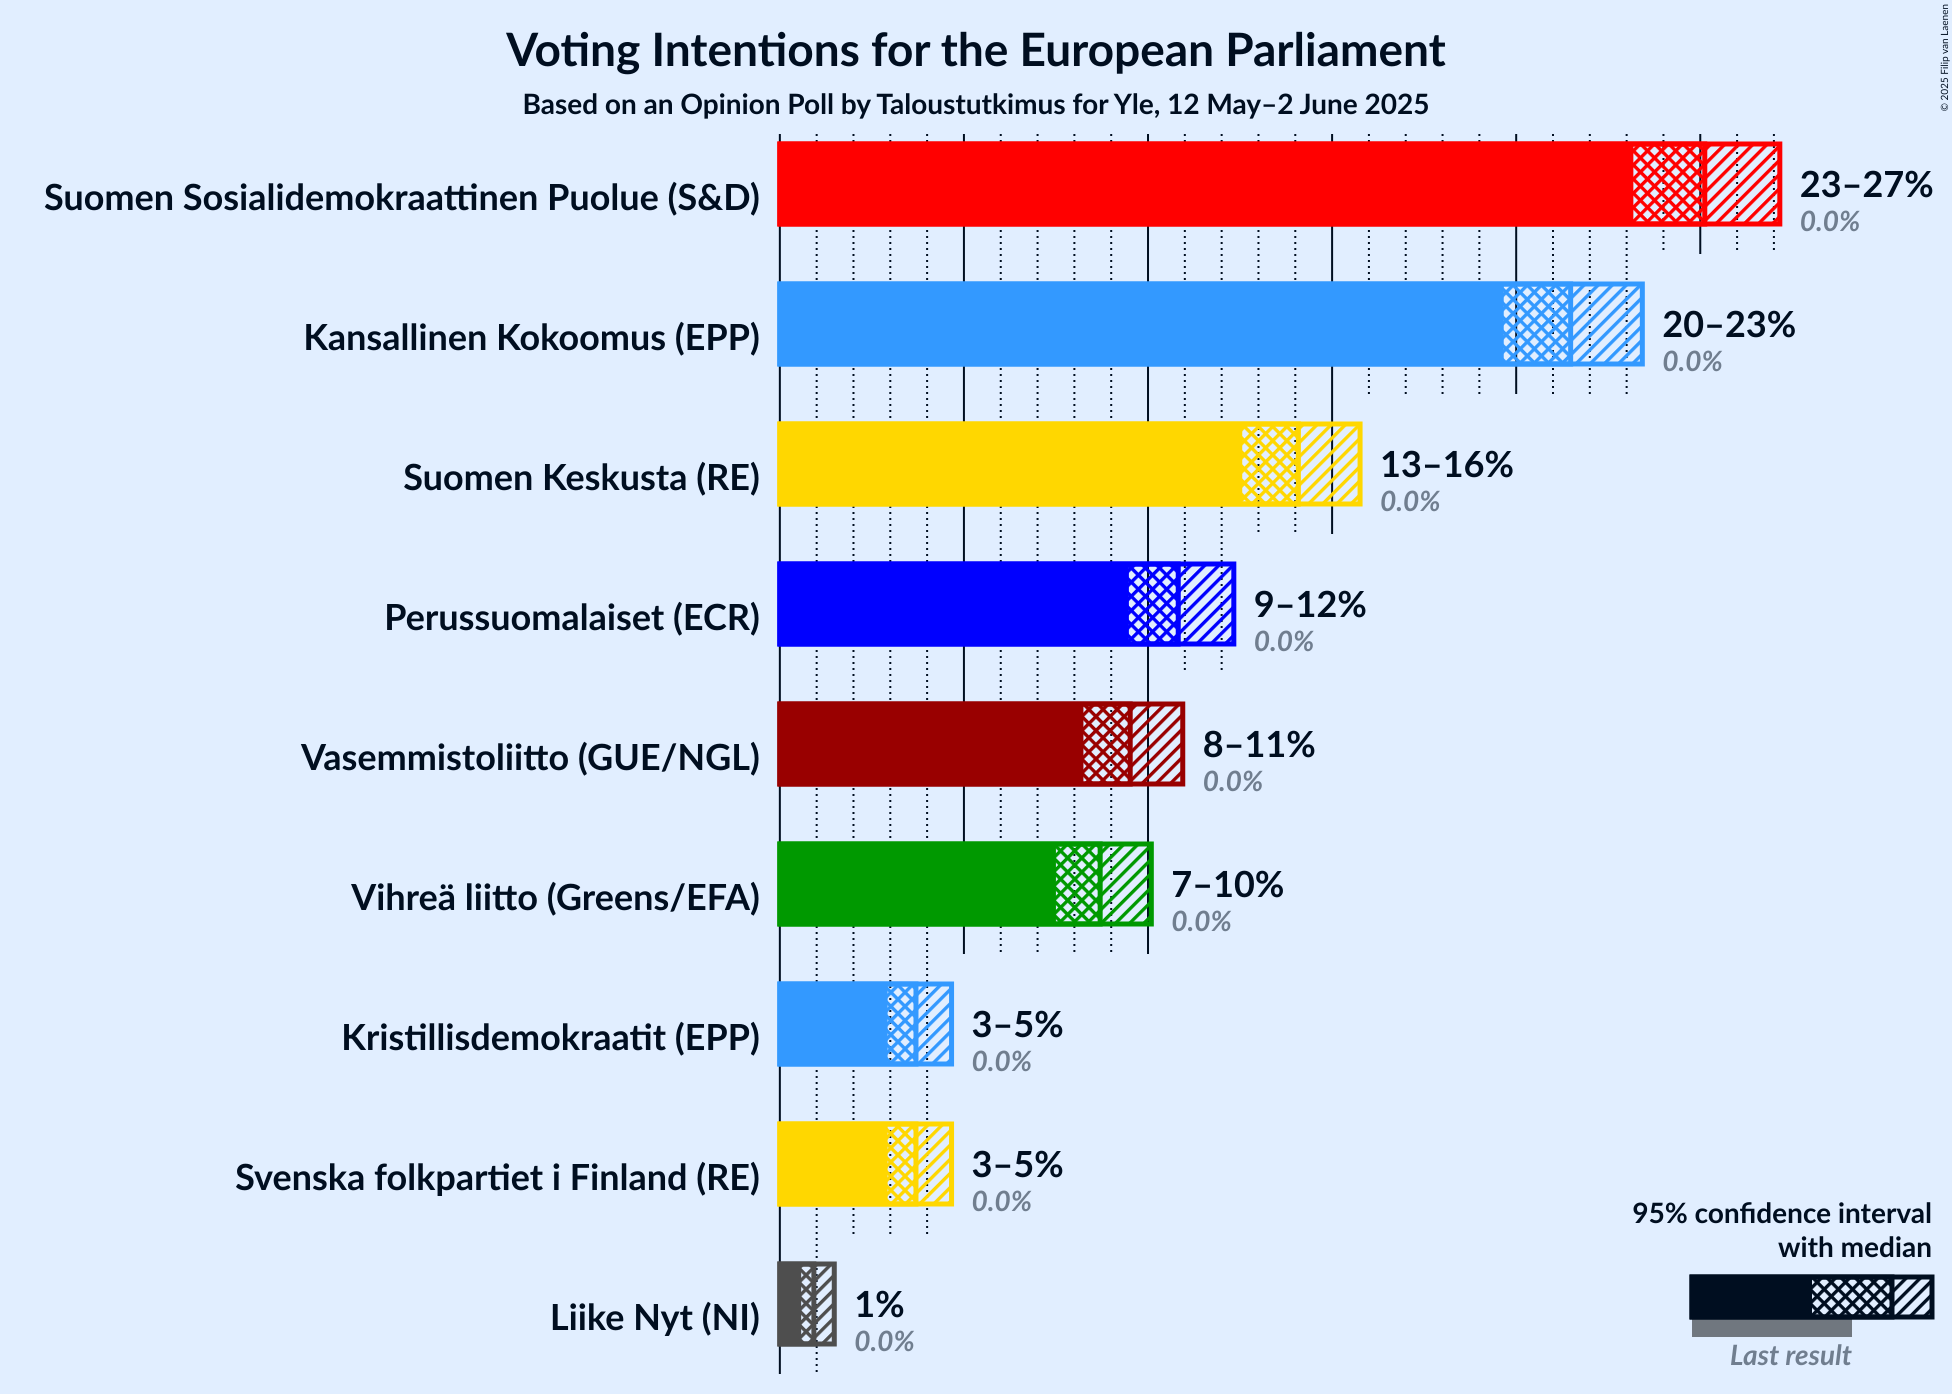 Voting Intentions for the European Parliament
Based on an Opinion Poll by Taloustutkimus for Yle, 12 May–2 June 2025
© 2025 Filip van Laenen
Suomen Sosialidemokraattinen Puolue (S&D)
23–27%
0.0%
Kansallinen Kokoomus (EPP)
20–23%
0.0%
Suomen Keskusta (RE)
13–16%
0.0%
Perussuomalaiset (ECR)
9–12%
0.0%
Vasemmistoliitto (GUE/NGL)
8–11%
0.0%
Vihreä liitto (Greens/EFA)
7–10%
0.0%
Kristillisdemokraatit (EPP)
3–5%
0.0%
Svenska folkpartiet i Finland (RE)
3–5%
0.0%
Liike Nyt (NI)
1%
0.0%
95% confidence interval
with median
Last result